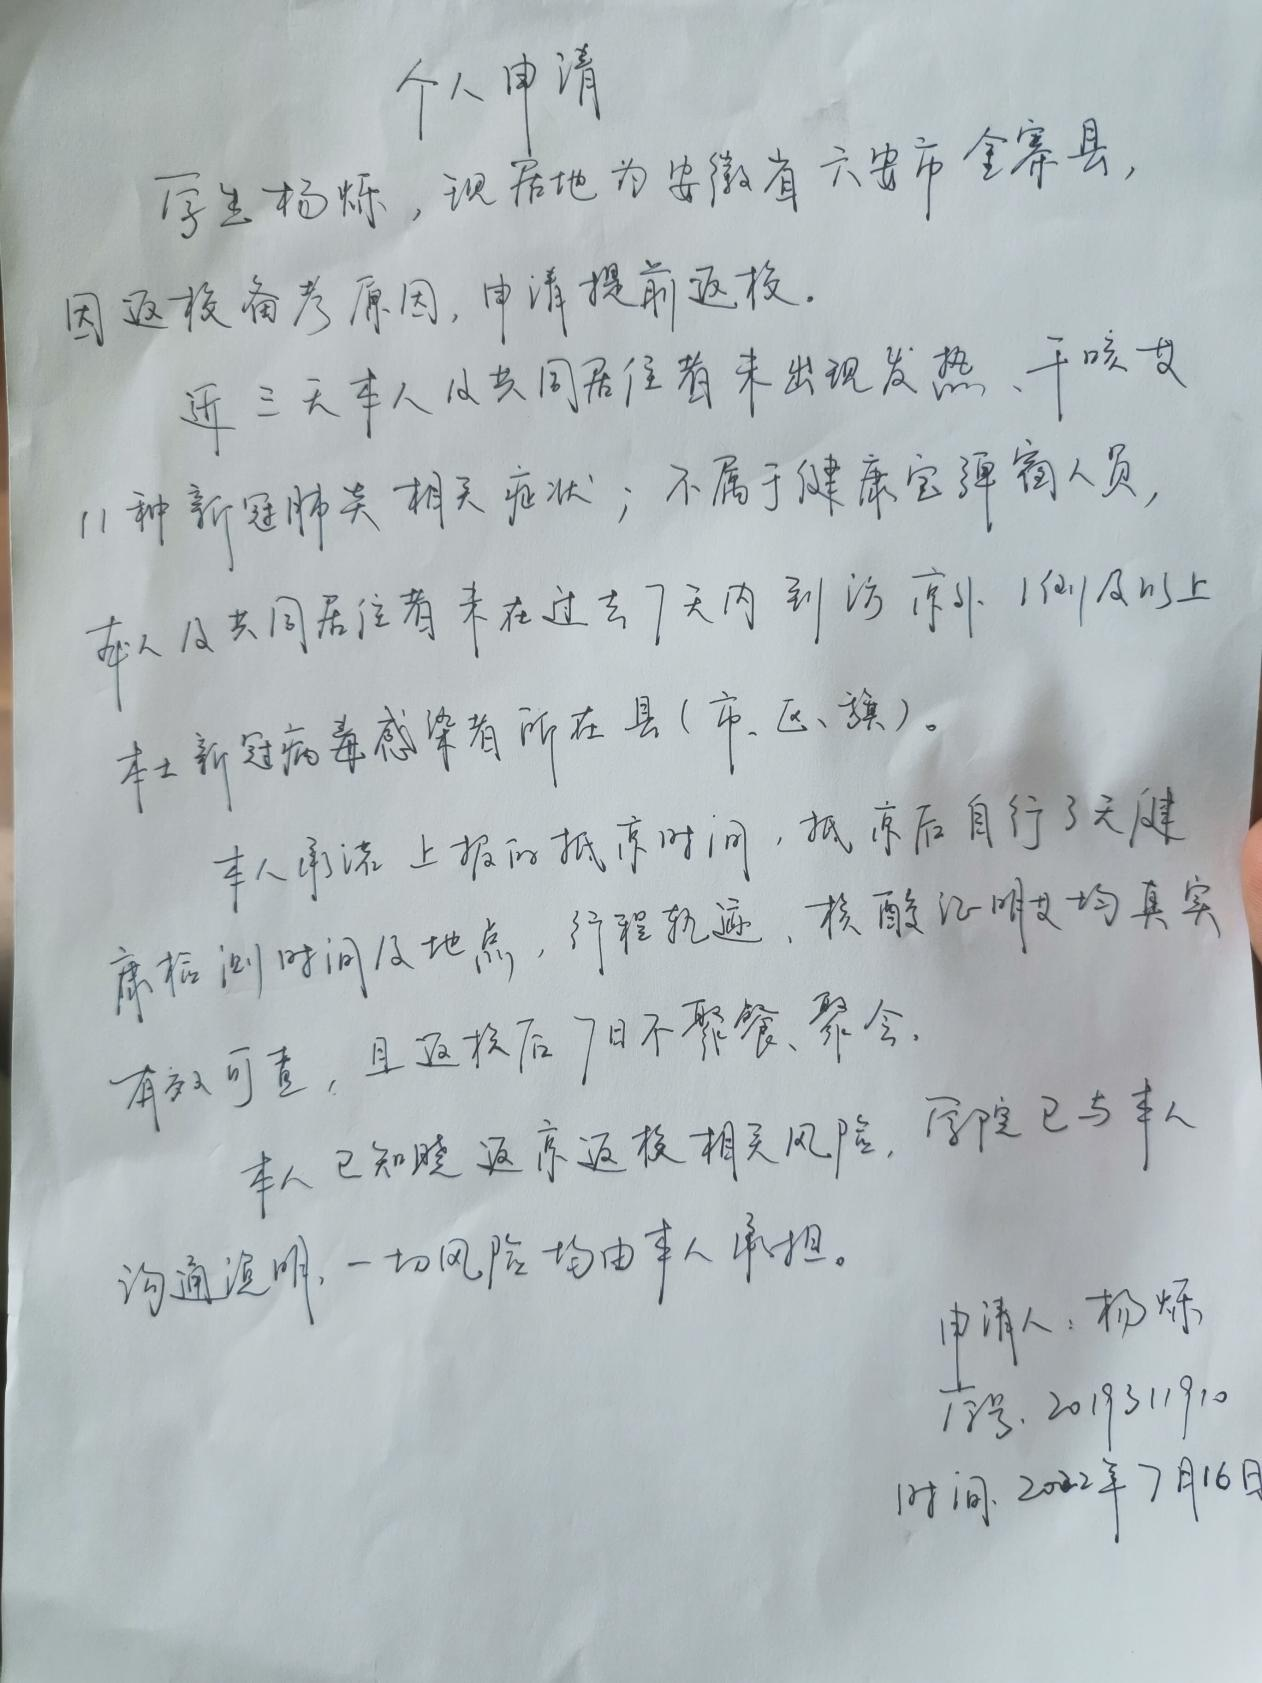 个人申请
学生杨烁，现居地为安徽省六安市金寨县，
因返校备考原因，申请提前返校。
近三天本人及共同居住者未出现发热、干咳等
11种新冠肺炎相关症状；不属于健康宝弹窗人员，
本人及共同居住者未在过去7天内到访京外1例及以上
本土新冠病毒感染者所在县（市、区、旗）。
本人承诺上报的抵京时间，抵京后自行3天健
康检测时间及地点，行程轨迹、核酸证明等均真实
有效可查，且返校后7日不聚餐、聚会。
本人已知晓返京返校相关风险，学院已与本人
沟通说明，一切风险均由本人承担。
申请人：杨烁
学号：2019311910
时间：2022年7月16日